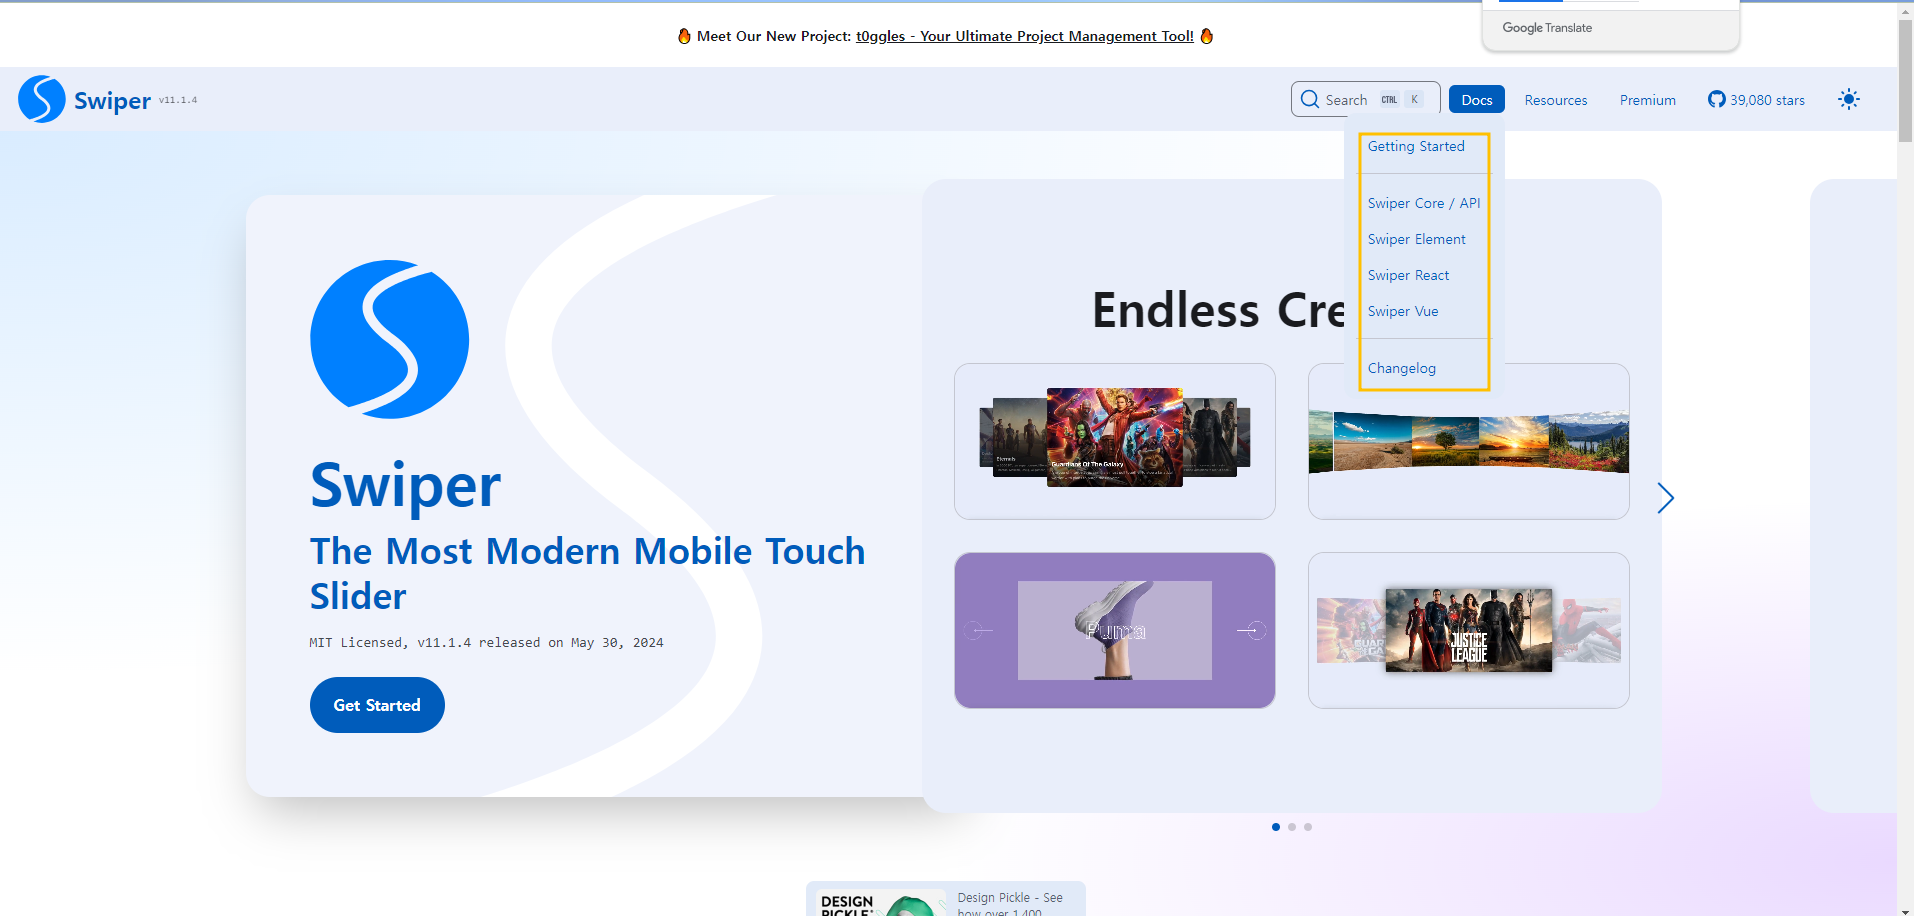 Meet Our New Project: t0ggles - Your Ultimate Project Management Tool!
Google Translate
Swiper v11.1.4
Search CTRL K
Docs
Resources
Premium
39,080 stars
Getting Started
Swiper Core / API
Swiper Element
Swiper React
Swiper Vue
Changelog
Swiper
The Most Modern Mobile Touch
Slider
MIT Licensed, v11.1.4 released on May 30, 2024
Get Started
Endless Cre
Eternals
Guardians Of The Galaxy
Puma
JUSTICE
LEAGUE
DESIGN
PICKLE
Design Pickle - See
how over 1,400